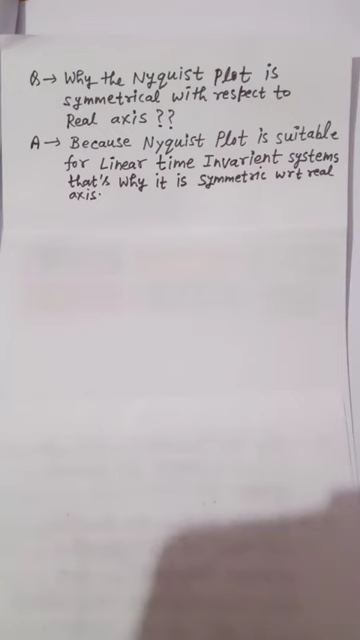 Q→ Why the Nyquist Plot is
symmetrical with respect to
Real axis ??
A→ Because Nyquist Plot is suitable
for Linear time Invarient systems
that's why it is symmetric wrt real
axis.